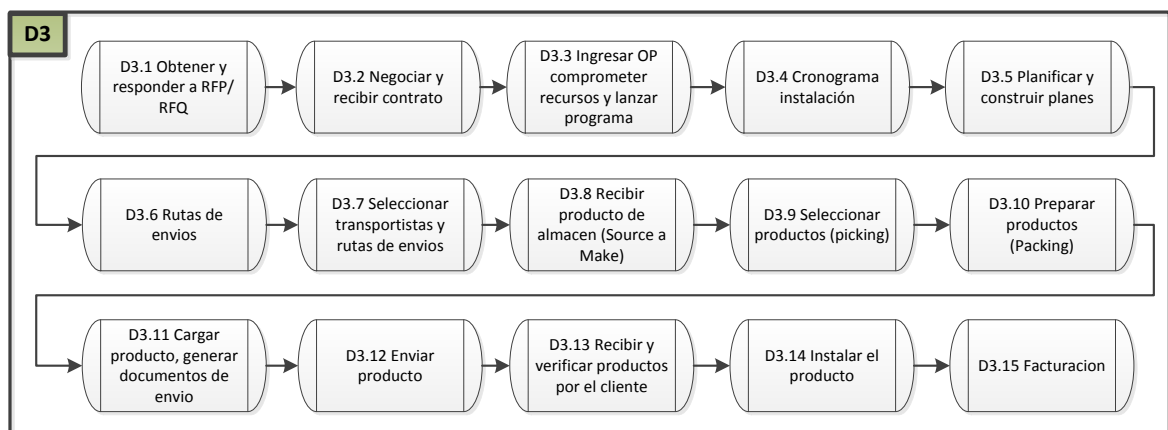 D3
D3.1 Obtener y
responder a RFP/
RFQ
D3.2 Negociar y
recibir contrato
D3.3 Ingresar OP
comprometer
recursos y lanzar
programa
D3.4 Cronograma
instalación
D3.5 Planificar y
construir planes
D3.6 Rutas de
envios
D3.7 Seleccionar
transportistas y
rutas de envios
D3.8 Recibir
producto de
almacen (Source a
Make)
D3.9 Seleccionar
productos (picking)
D3.10 Preparar
productos
(Packing)
D3.11 Cargar
producto, generar
documentos de
envio
D3.12 Enviar
producto
D3.13 Recibir y
verificar productos
por el cliente
D3.14 Instalar el
producto
D3.15 Facturacion